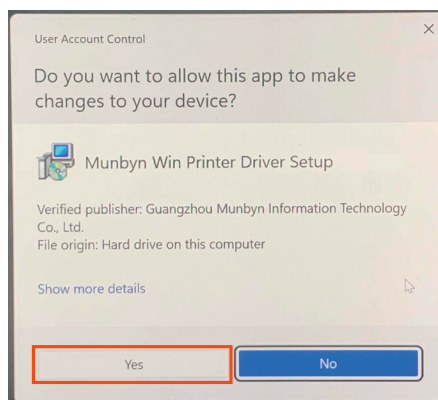 User Account Control
Do you want to allow this app to make
changes to your device?
Munbyn Win Printer Driver Setup
Verified publisher: Guangzhou Munbyn Information Technology
Co., Ltd.
File origin: Hard drive on this computer
Show more details
Yes
No